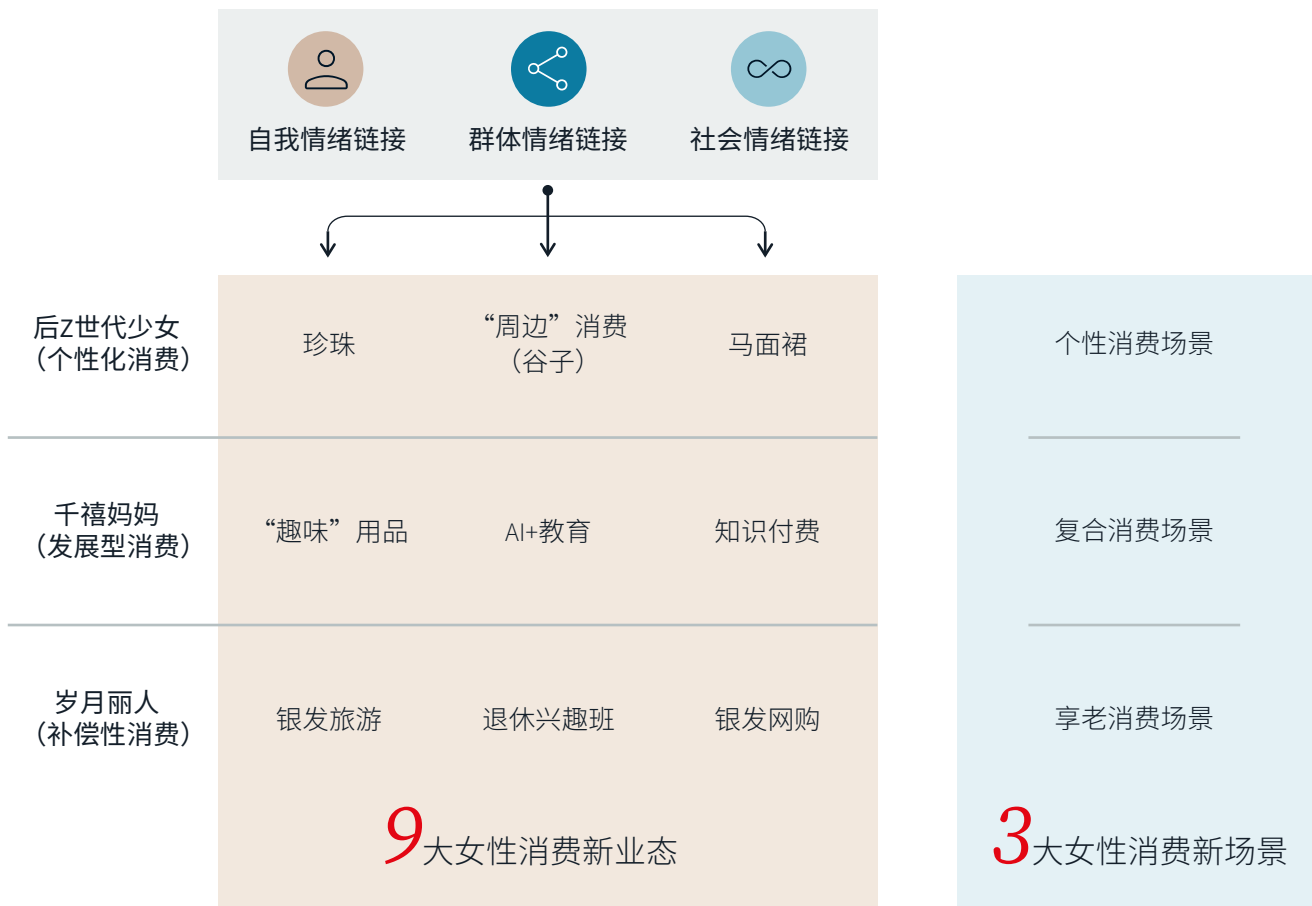 自我情绪链接
群体情绪链接
社会情绪链接
后Z世代少女
（个性化消费）
珍珠
“周边”消费
（谷子）
马面裙
个性消费场景
千禧妈妈
（发展型消费）
“趣味”用品
AI+教育
知识付费
复合消费场景
岁月丽人
（补偿性消费）
银发旅游
退休兴趣班
银发网购
享老消费场景
9大女性消费新业态
3大女性消费新场景